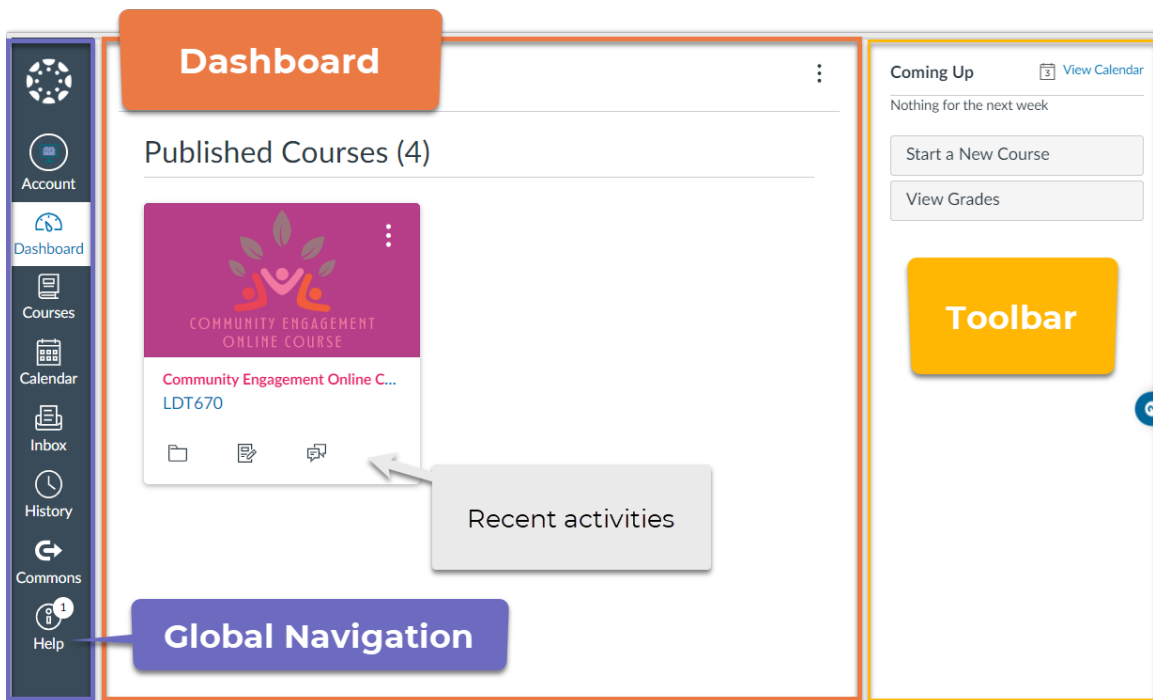 Dashboard
Coming Up
3
View Calendar
Nothing for the next week
Start a New Course
View Grades
Toolbar
Published Courses (4)
COMMUNITY ENGAGEMENT
ONLINE COURSE
Community Engagement Online C...
LDT670
Recent activities
Account
Dashboard
Courses
Calendar
Inbox
History
Commons
1
Help
Global Navigation